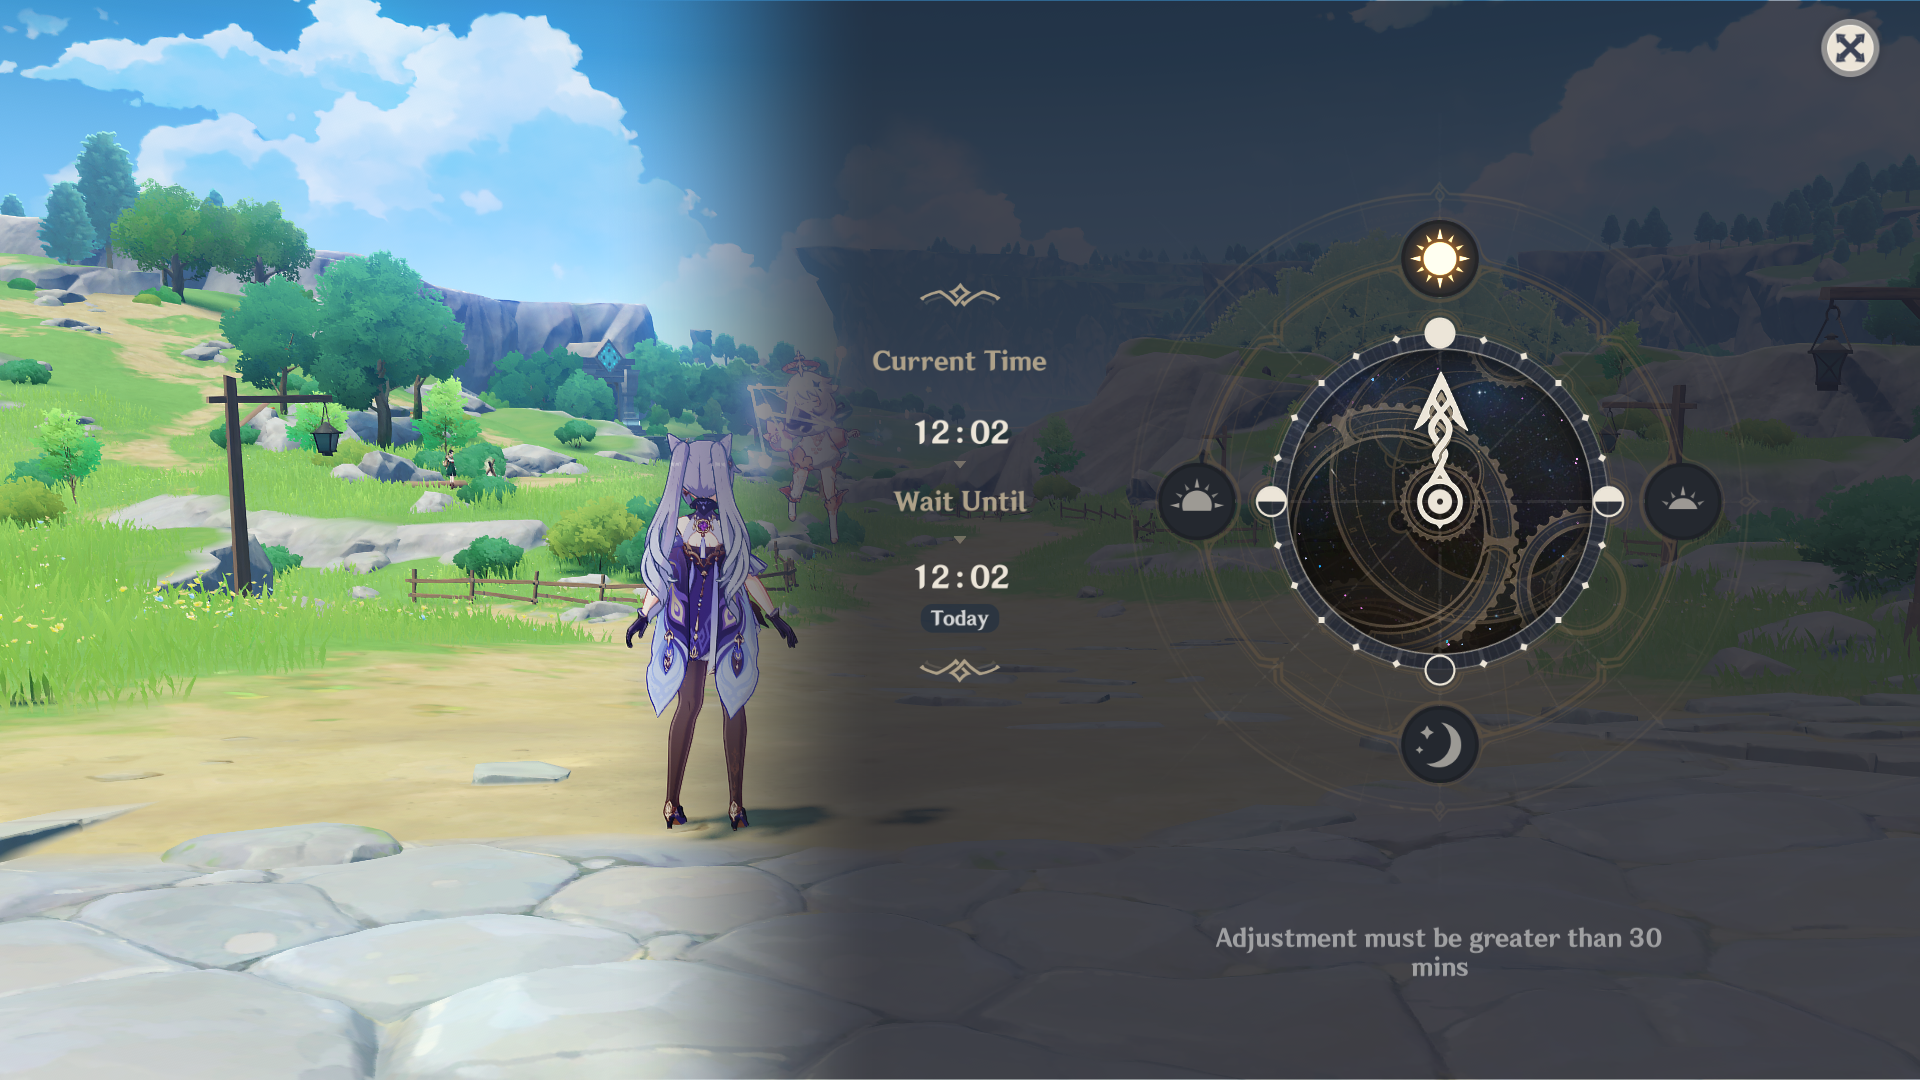 Current Time
12:02
Wait Until
12:02
Today
Adjustment must be greater than 30
mins